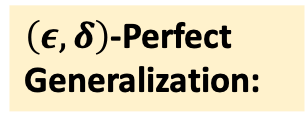 (ϵ, δ)-Perfect
Generalization: